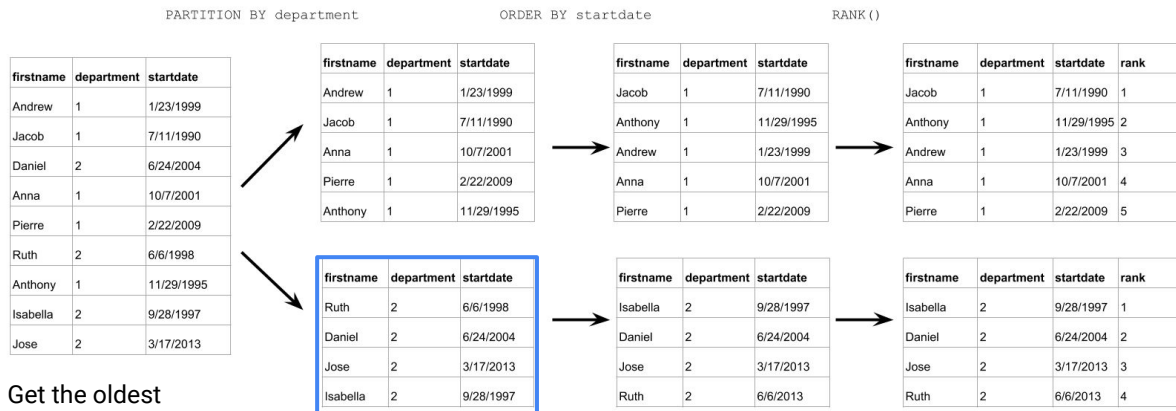 PARTITION BY department ORDER BY startdate RANK()
firstname department startdate
Andrew 1 1/23/1999
Jacob 1 7/11/1990
Daniel 2 6/24/2004
Anna 1 10/7/2001
Pierre 1 2/22/2009
Ruth 2 6/6/1998
Anthony 1 11/29/1995
Isabella 2 9/28/1997
Jose 2 3/17/2013
Get the oldest
firstname department startdate
Andrew 1 1/23/1999
Jacob 1 7/11/1990
Anna 1 10/7/2001
Pierre 1 2/22/2009
Anthony 1 11/29/1995
firstname department startdate
Jacob 1 7/11/1990
Anthony 1 11/29/1995
Andrew 1 1/23/1999
Anna 1 10/7/2001
Pierre 1 2/22/2009
firstname department startdate rank
Jacob 1 7/11/1990 1
Anthony 1 11/29/1995 2
Andrew 1 1/23/1999 3
Anna 1 10/7/2001 4
Pierre 1 2/22/2009 5
firstname department startdate
Ruth 2 6/6/1998
Daniel 2 6/24/2004
Jose 2 3/17/2013
Isabella 2 9/28/1997
firstname department startdate
Isabella 2 9/28/1997
Daniel 2 6/24/2004
Jose 2 3/17/2013
Ruth 2 6/6/2013
firstname department startdate rank
Isabella 2 9/28/1997 1
Daniel 2 6/24/2004 2
Jose 2 3/17/2013 3
Ruth 2 6/6/2013 4